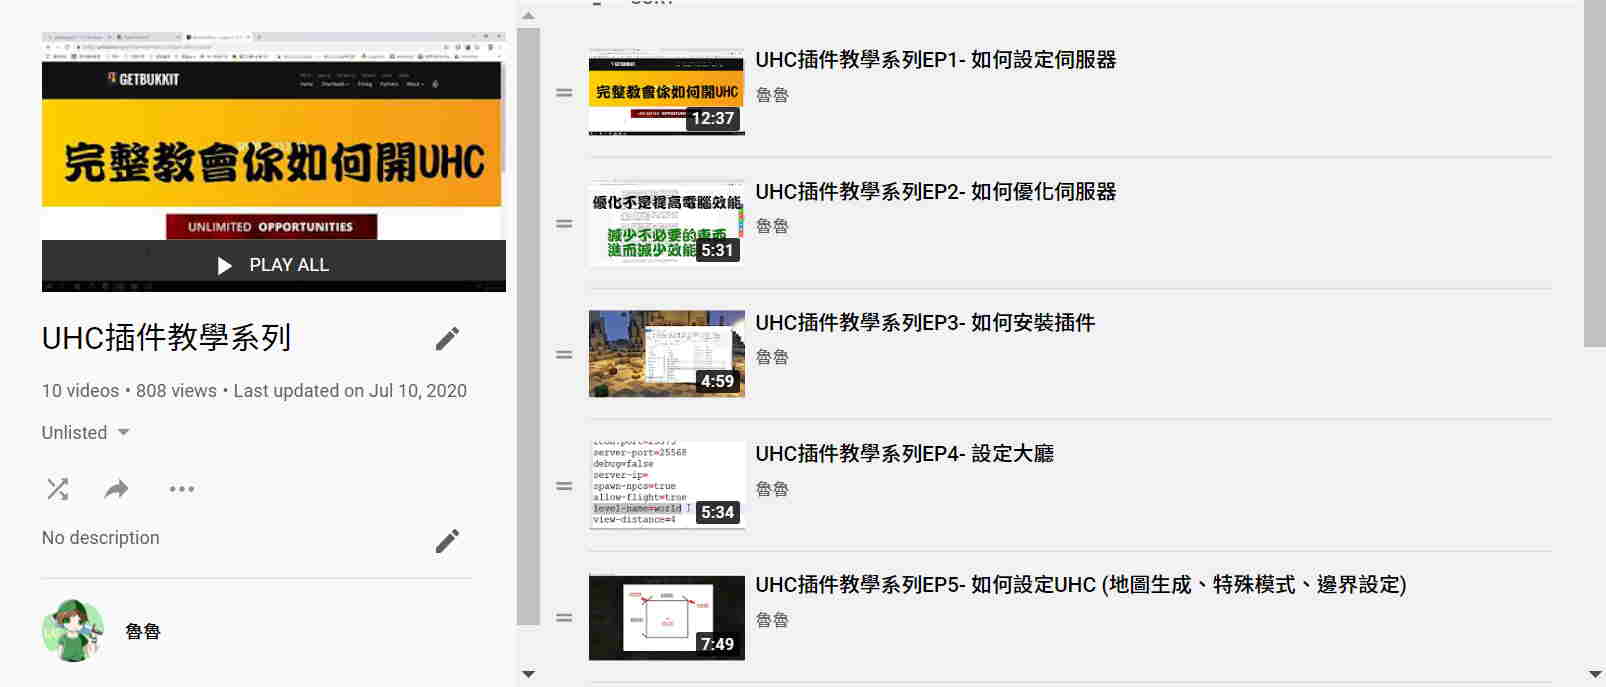 GETBUKKIT
完整教會你如何開UHC
UNLIMITED OPPORTUNITIES
PLAY ALL
UHC插件教學系列
10 videos • 808 views • Last updated on Jul 10, 2020
Unlisted
No description
魯魯
完整教會你如何開UHC
12:37
UHC插件教學系列EP1- 如何設定伺服器
魯魯
優化不是提高電腦效能
減少不必要的東西
進而減少效能
5:31
UHC插件教學系列EP2- 如何優化伺服器
魯魯
4:59
UHC插件教學系列EP3- 如何安裝插件
魯魯
server-port=25568
debug=false
server-ip=
spawn-npcs=true
allow-flight=true
level-name=world
view-distance=4
5:34
UHC插件教學系列EP4- 設定大廳
魯魯
7:49
UHC插件教學系列EP5- 如何設定UHC (地圖生成、特殊模式、邊界設定)
魯魯